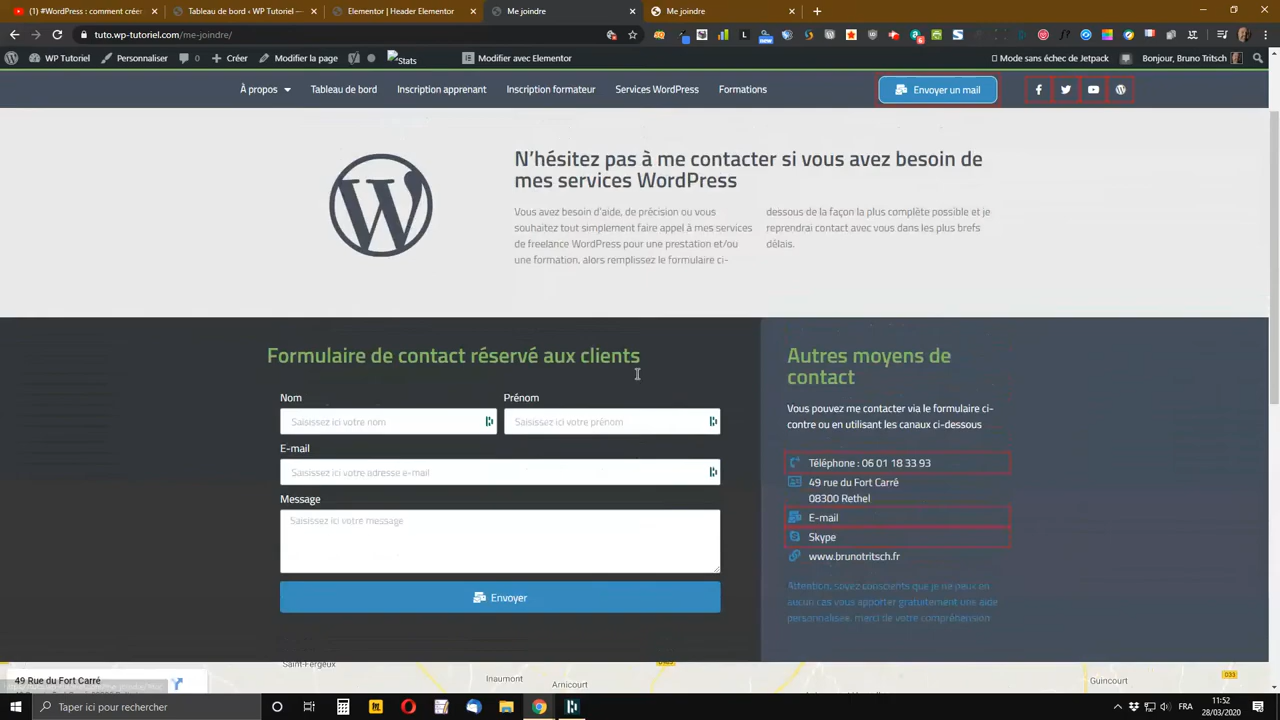 (1) #WordPress : comment créer
Tableau de bord ‹ WP Tutoriel —
Elementor | Header Elementor
Me joindre
Me joindre
tuto.wp-tutoriel.com/me-joindre/
WP Tutoriel
Personnaliser
Créer
Modifier la page
Stats
Modifier avec Elementor
Mode sans échec de Jetpack
Bonjour, Bruno Tritsch
À propos
Tableau de bord
Inscription apprenant
Inscription formateur
Services WordPress
Formations
Envoyer un mail
N'hésitez pas à me contacter si vous avez besoin de
mes services WordPress
Vous avez besoin d'aide, de précision ou vous
souhaitez tout simplement faire appel à mes services
de freelance WordPress pour une prestation et/ou
une formation, alors remplissez le formulaire ci-
dessous de la façon la plus complète possible et je
reprendrai contact avec vous dans les plus brefs
délais.
Formulaire de contact réservé aux clients
Nom
Prénom
Saisissez ici votre nom
Saisissez ici votre prénom
E-mail
Saisissez ici votre adresse e-mail
Message
Saisissez ici votre message
Envoyer
Autres moyens de
contact
Vous pouvez me contacter via le formulaire ci-
contre ou en utilisant les canaux ci-dessous
Téléphone : 06 01 18 33 93
49 rue du Fort Carré
08300 Rethel
E-mail
Skype
www.brunotritsch.fr
Attention, soyez conscients que je ne peux en
aucun cas vous apporter gratuitement une aide
personnalisée, merci de votre compréhension
Saint-Fergeux
49 Rue du Fort Carré
Inaumont
Arnicourt
D33
Guincourt
Taper ici pour rechercher
FRA
11:52
28/03/2020